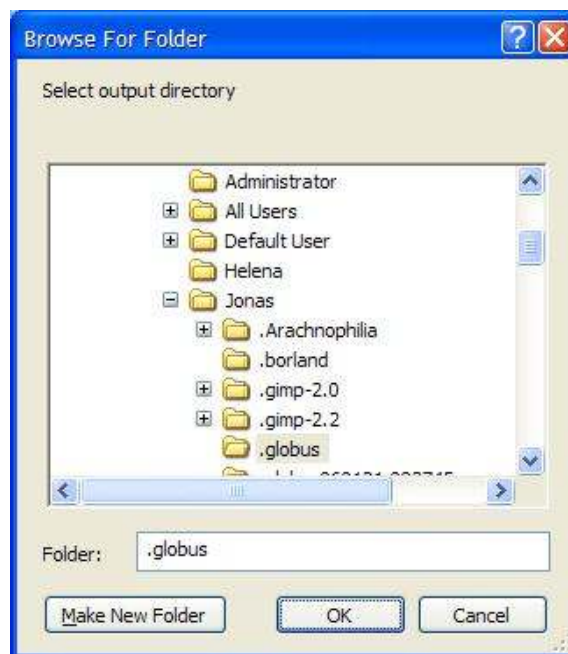 Browse For Folder
Select output directory
Administrator
All Users
Default User
Helena
Jonas
.Arachnophilia
.borland
.gimp-2.0
.gimp-2.2
.globus
Folder: .globus
Make New Folder OK Cancel